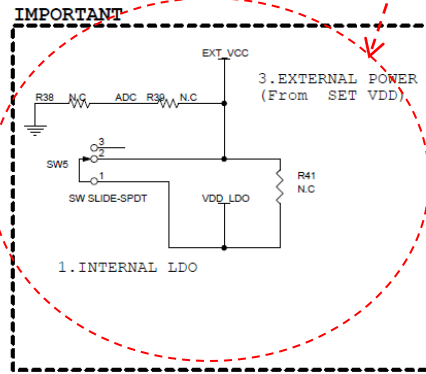 IMPORTANT
EXT_VCC
3.EXTERNAL POWER
(From SET VDD)
R38 N.C ADC R39 N.C
3
2
SW5
1
R41
N.C
SW SLIDE-SPDT
VDD_LDO
1.INTERNAL LDO